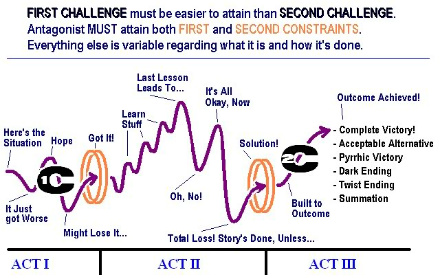 FIRST CHALLENGE must be easier to attain than SECOND CHALLENGE.
Antagonist MUST attain both FIRST and SECOND CONSTRAINTS.
Everything else is variable regarding what it is and how it's done.
Last Lesson
Leads To...
It's All
Okay, Now
Outcome Achieved!
Here's the
Situation
Hope
Got It!
Learn
Stuff
Solution!
- Complete Victory!
- Acceptable Alternative
- Pyrrhic Victory
- Dark Ending
- Twist Ending
- Summation
1C
2C
It Just
got Worse
Oh, No!
Built to
Outcome
Might Lose It...
Total Loss! Story's Done, Unless...
ACT I
ACT II
ACT III